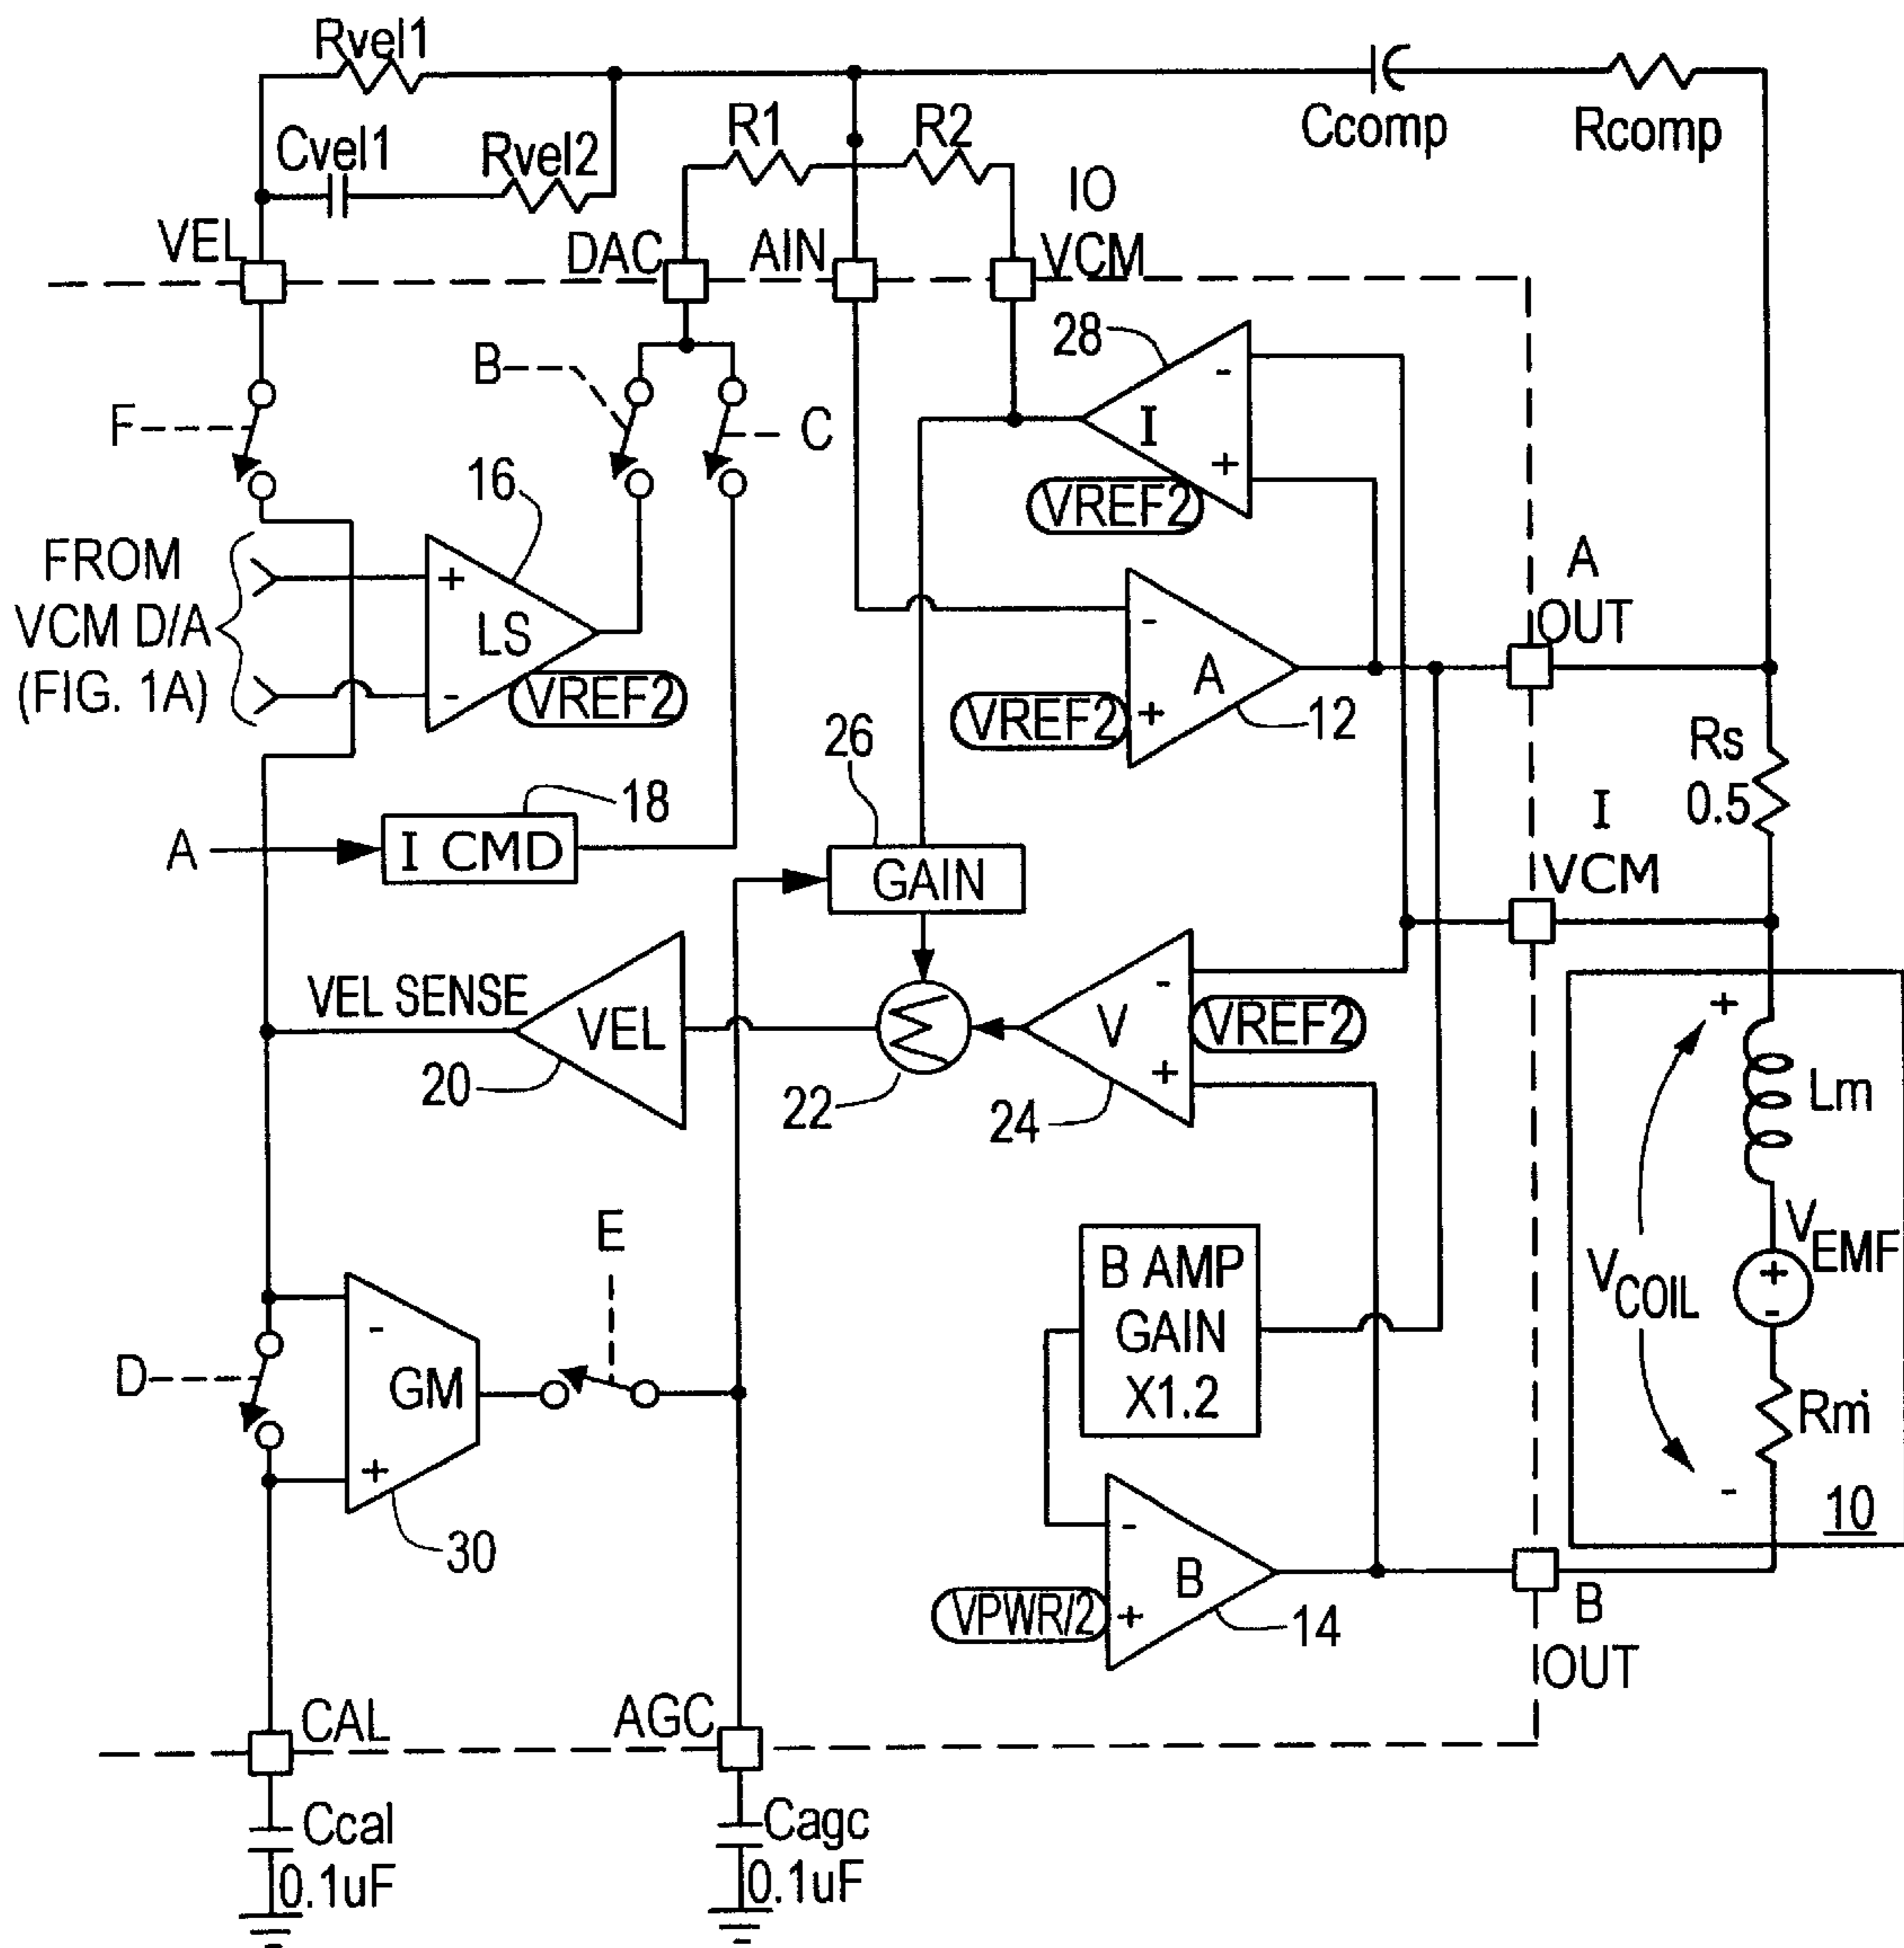 Rvel1
Cvel1
Rvel2
R1
R2
Ccomp
Rcomp
VEL
DAC
AIN
IO
VCM
F
B
C
28
-
I
+
VREF2
16
FROM
VCM D/A
(FIG. 1A)
+
LS
-
VREF2
-
A
+
VREF2
12
A
OUT
Rs
0.5
I
VCM
26
18
A
I CMD
GAIN
VEL SENSE
VEL
20
22
-
V
+
VREF2
24
+
Lm
VEMF
+
-
VCOIL
Rm
-
10
E
D
-
GM
+
30
B AMP
GAIN
X1.2
-
B
+
VPWR/2
14
B
OUT
CAL
AGC
Ccal
0.1uF
Cagc
0.1uF